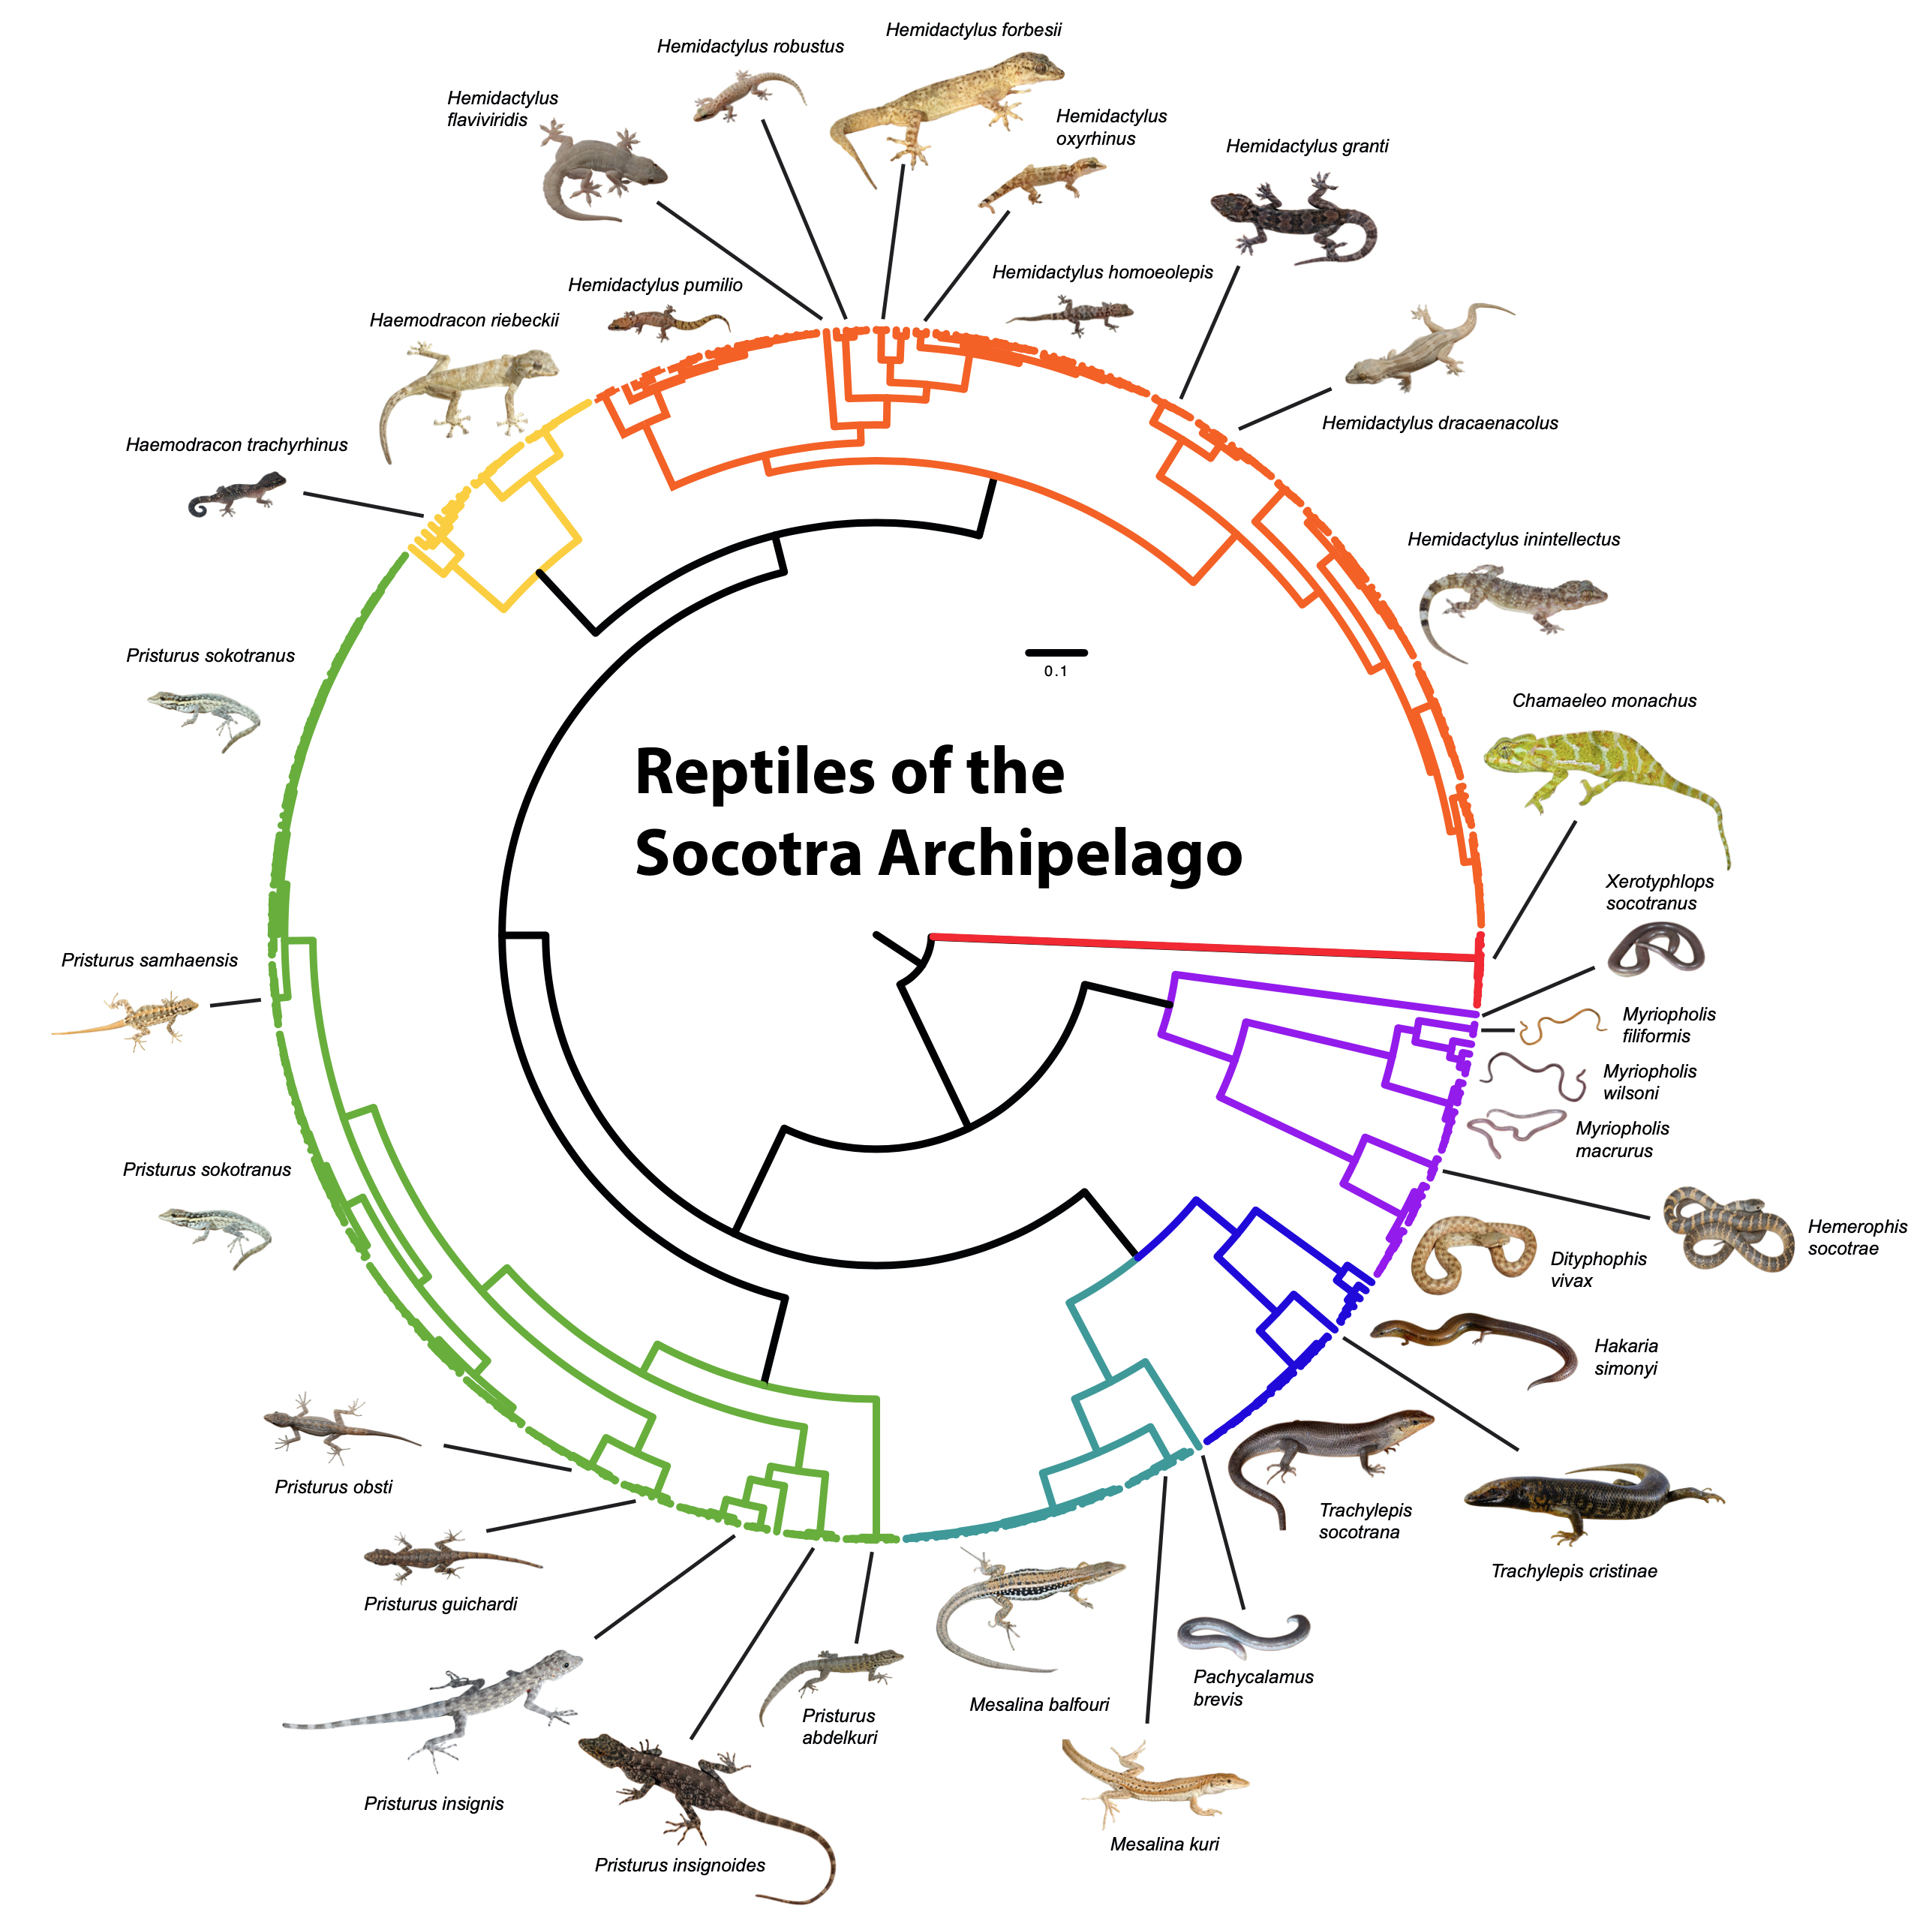 Hemidactylus forbesii
Hemidactylus robustus
Hemidactylus
flaviviridis
Hemidactylus
oxyrhinus
Hemidactylus granti
Hemidactylus homoeolepis
Hemidactylus pumilio
Haemodracon riebeckii
Hemidactylus dracaenacolus
Haemodracon trachyrhinus
Hemidactylus inintellectus
Pristurus sokotranus
0.1
Chamaeleo monachus
Reptiles of the
Socotra Archipelago
Xerotyphlops
socotranus
Pristurus samhaensis
Myriopholis
filiformis
Myriopholis
wilsoni
Myriopholis
macrurus
Pristurus sokotranus
Hemerophis
socotrae
Dityphophis
vivax
Hakaria
simonyi
Pristurus obsti
Trachylepis
socotrana
Trachylepis cristinae
Pristurus guichardi
Pachycalamus
brevis
Mesalina balfouri
Pristurus
abdelkuri
Pristurus insignis
Mesalina kuri
Pristurus insignoides